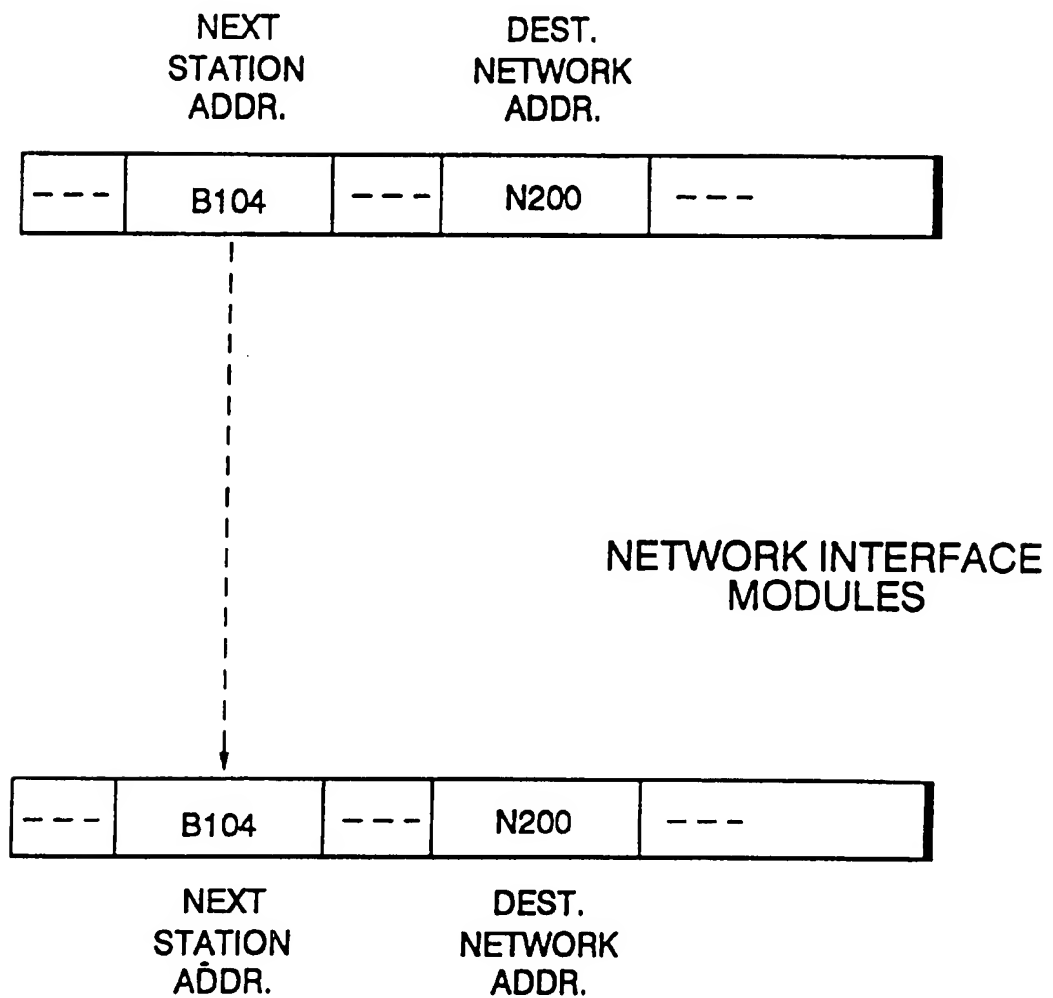 NEXT
STATION
ADDR.
DEST.
NETWORK
ADDR.
--- B104 --- N200 ---
NETWORK INTERFACE
MODULES
--- B104 --- N200 ---
NEXT
STATION
ADDR.
DEST.
NETWORK
ADDR.